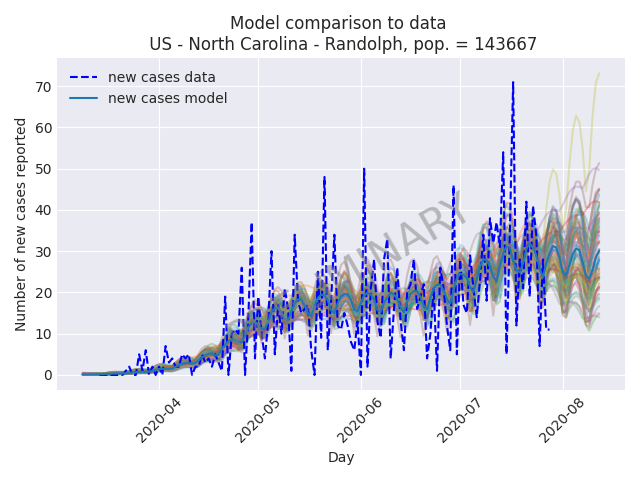 Model comparison to data
US - North Carolina - Randolph, pop. = 143667
Number of new cases reported
70
60
50
40
30
20
10
0
new cases data
new cases model
2020-04
2020-05
2020-06
2020-07
2020-08
Day